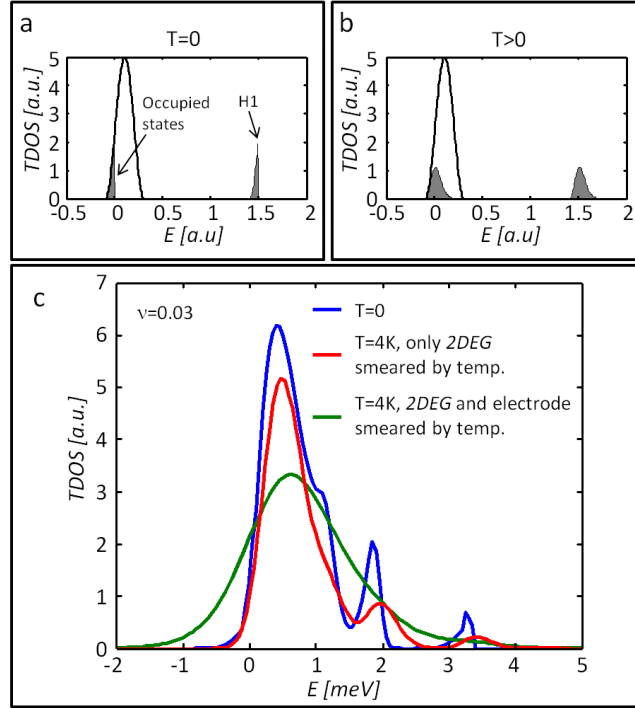 a
T=0
5
4
3
2
1
0
TDOS [a.u.]
Occupied
states
H1
-0.5 0 0.5 1 1.5 2
E [a.u]
b
T>0
5
4
3
2
1
0
TDOS [a.u.]
-0.5 0 0.5 1 1.5 2
E [a.u]
c
ν=0.03
T=0
T=4K, only 2DEG
smeared by temp.
T=4K, 2DEG and electrode
smeared by temp.
7
6
5
4
3
2
1
0
TDOS [a.u.]
-2 -1 0 1 2 3 4 5
E [meV]